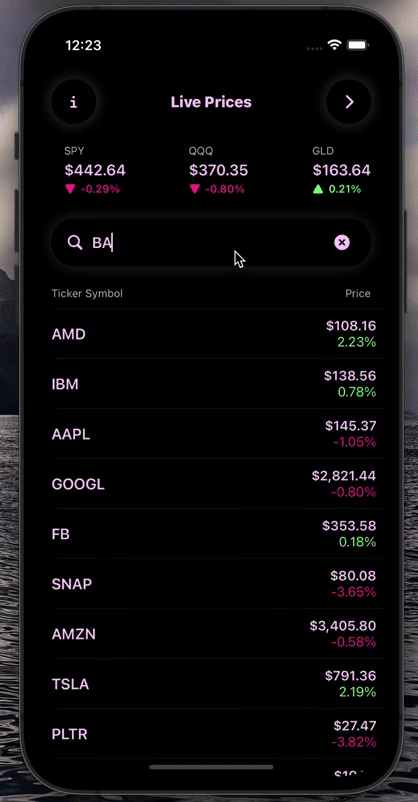 12:23
i Live Prices
SPY QQQ GLD
$442.64 $370.35 $163.64
-0.29% -0.80% 0.21%
BA
Ticker Symbol Price
AMD $108.16
2.23%
IBM $138.56
0.78%
AAPL $145.37
-1.05%
GOOGL $2,821.44
-0.80%
FB $353.58
0.18%
SNAP $80.08
-3.65%
AMZN $3,405.80
-0.58%
TSLA $791.36
2.19%
PLTR $27.47
-3.82%